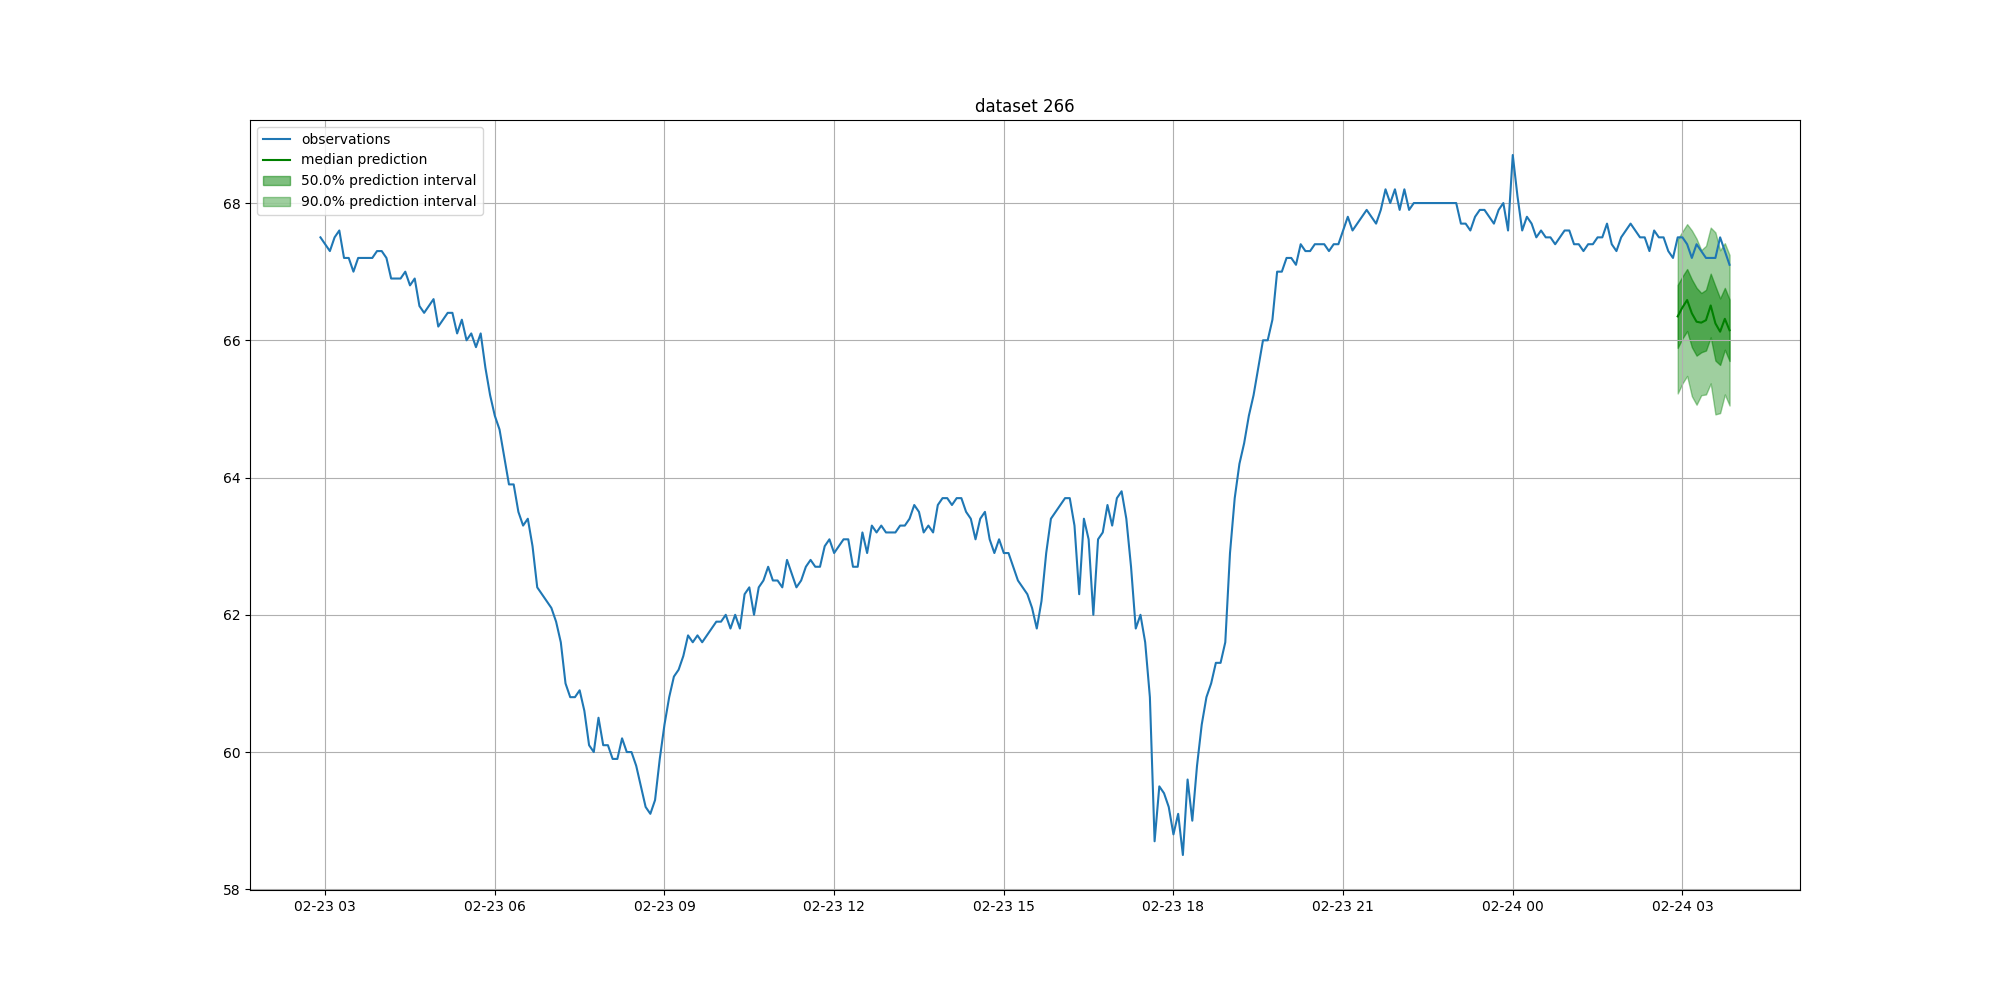 dataset 266
observations
median prediction
50.0% prediction interval
90.0% prediction interval
68
66
64
62
60
58
02-23 03 02-23 06 02-23 09 02-23 12 02-23 15 02-23 18 02-23 21 02-24 00 02-24 03